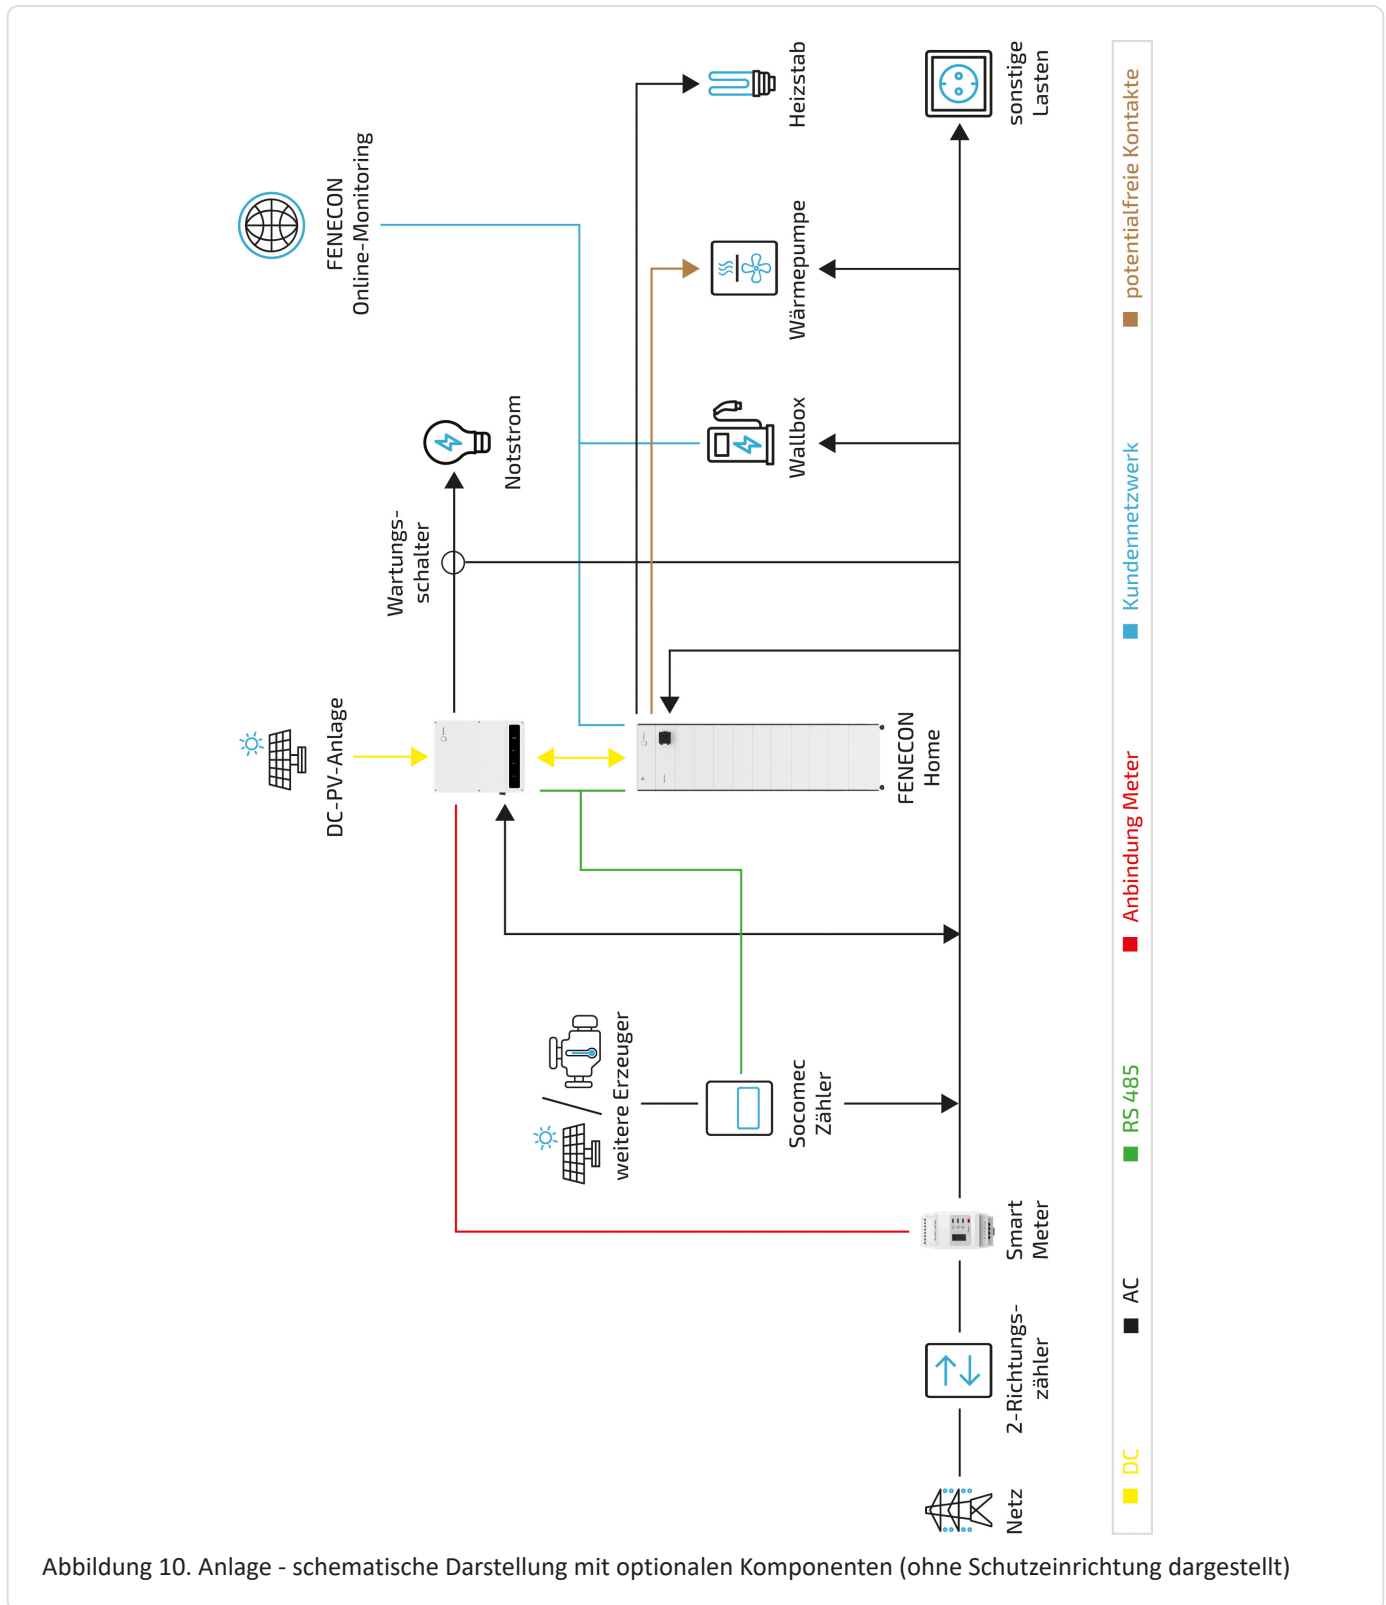 FENECON
Online-Monitoring
Heizstab
sonstige
Lasten
Wärmepumpe
Notstrom
Wallbox
Wartungs-
schalter
DC-PV-Anlage
FENECON
Home
weitere Erzeuger
Socomec
Zähler
Smart
Meter
2-Richtungs-
zähler
Netz
DC
AC
RS 485
Anbindung Meter
Kundennetzwerk
potentialfreie Kontakte
Abbildung 10. Anlage - schematische Darstellung mit optionalen Komponenten (ohne Schutzeinrichtung dargestellt)